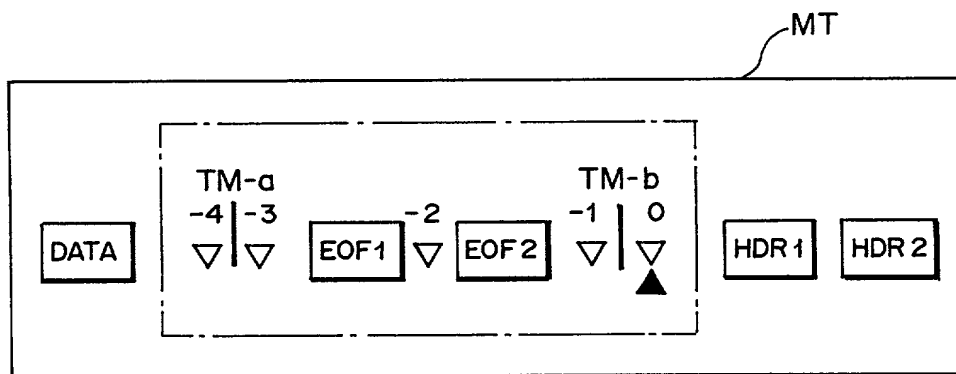 MT
TM-a TM-b
-4 -3 -2 -1 0
DATA EOF1 EOF2 HDR1 HDR2